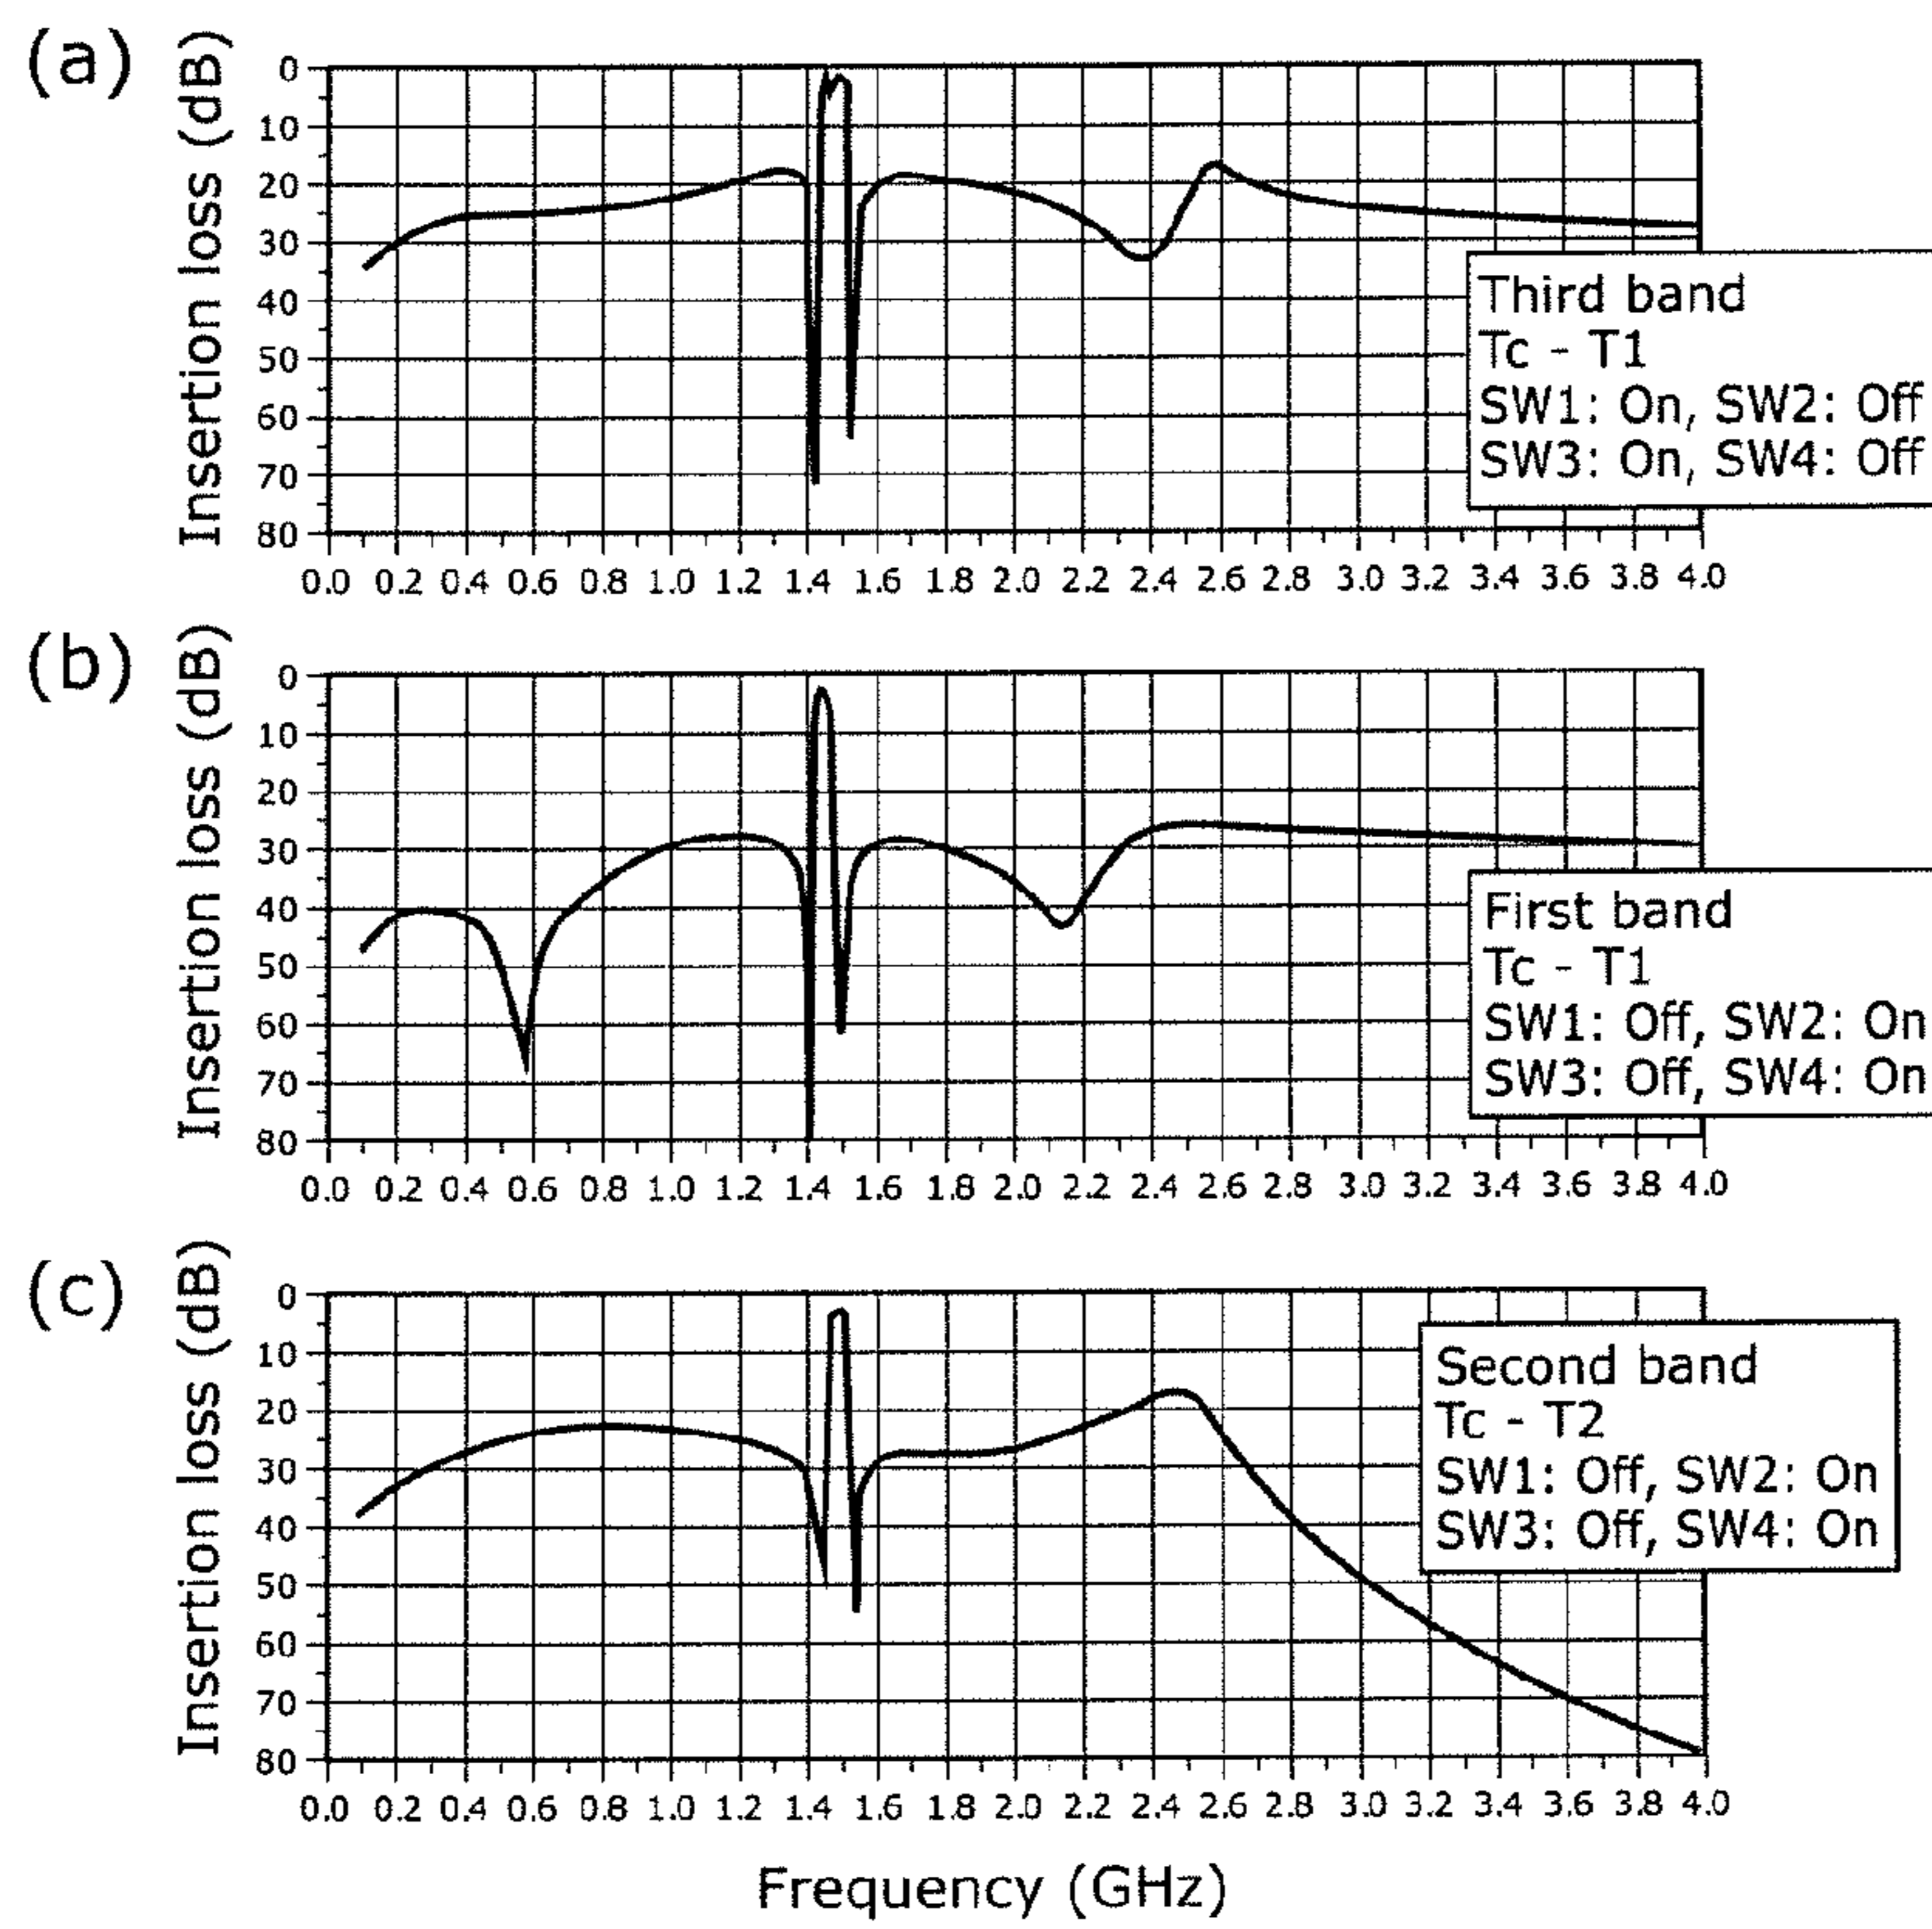 (a)
Insertion loss (dB)
0
10
20
30
40
50
60
70
80
0.0 0.2 0.4 0.6 0.8 1.0 1.2 1.4 1.6 1.8 2.0 2.2 2.4 2.6 2.8 3.0 3.2 3.4 3.6 3.8 4.0
Third band
Tc - T1
SW1: On, SW2: Off
SW3: On, SW4: Off
(b)
Insertion loss (dB)
0
10
20
30
40
50
60
70
80
0.0 0.2 0.4 0.6 0.8 1.0 1.2 1.4 1.6 1.8 2.0 2.2 2.4 2.6 2.8 3.0 3.2 3.4 3.6 3.8 4.0
First band
Tc - T1
SW1: Off, SW2: On
SW3: Off, SW4: On
(c)
Insertion loss (dB)
0
10
20
30
40
50
60
70
80
0.0 0.2 0.4 0.6 0.8 1.0 1.2 1.4 1.6 1.8 2.0 2.2 2.4 2.6 2.8 3.0 3.2 3.4 3.6 3.8 4.0
Second band
Tc - T2
SW1: Off, SW2: On
SW3: Off, SW4: On
Frequency (GHz)